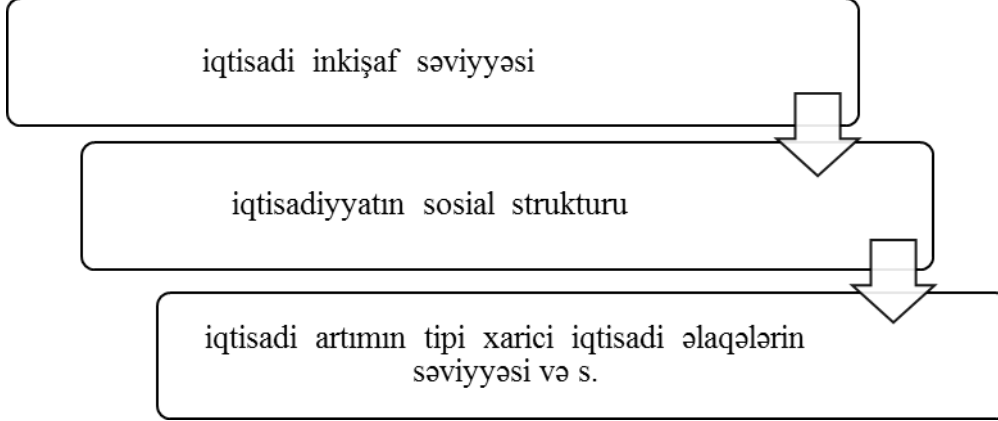 iqtisadi inkişaf səviyyəsi
iqtisadiyyatın sosial strukturu
iqtisadi artımın tipi xarici iqtisadi əlaqələrin
səviyyəsi və s.